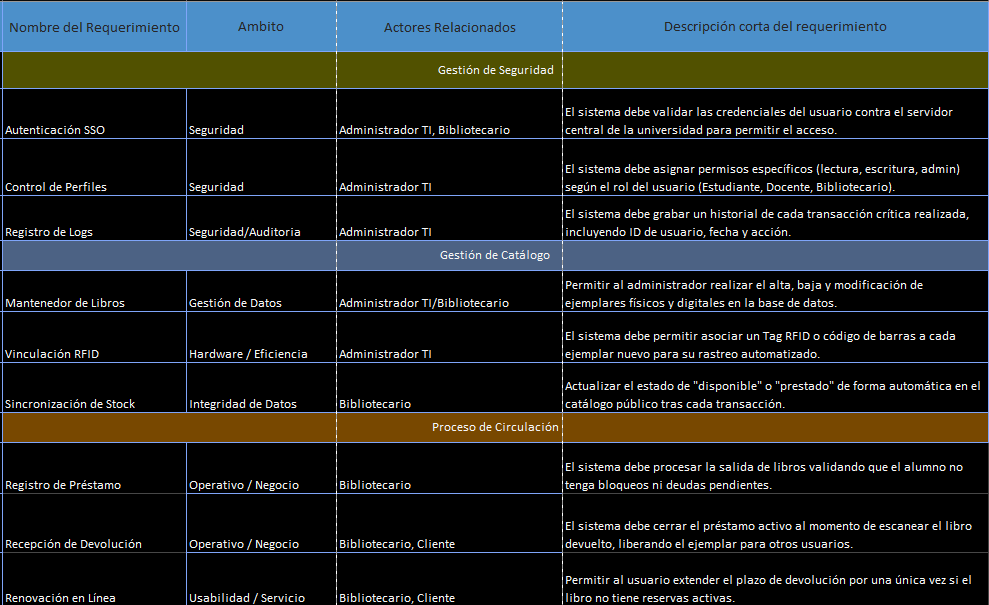 Nombre del Requerimiento Ambito Actores Relacionados Descripción corta del requerimiento
Gestión de Seguridad
El sistema debe validar las credenciales del usuario contra el servidor
Autenticación SSO Seguridad Administrador TI, Bibliotecario central de la universidad para permitir el acceso.
El sistema debe asignar permisos específicos (lectura, escritura, admin)
Control de Perfiles Seguridad Administrador TI según el rol del usuario (Estudiante, Docente, Bibliotecario).
El sistema debe grabar un historial de cada transacción crítica realizada,
Registro de Logs Seguridad/Auditoria Administrador TI incluyendo ID de usuario, fecha y acción.
Gestión de Catálogo
Permitir al administrador realizar el alta, baja y modificación de
Mantenedor de Libros Gestión de Datos Administrador TI/Bibliotecario ejemplares físicos y digitales en la base de datos.
El sistema debe permitir asociar un Tag RFID o código de barras a cada
Vinculación RFID Hardware / Eficiencia Administrador TI ejemplar nuevo para su rastreo automatizado.
Actualizar el estado de "disponible" o "prestado" de forma automática en el
Sincronización de Stock Integridad de Datos Bibliotecario catálogo público tras cada transacción.
Proceso de Circulación
El sistema debe procesar la salida de libros validando que el alumno no
Registro de Préstamo Operativo / Negocio Bibliotecario tenga bloqueos ni deudas pendientes.
El sistema debe cerrar el préstamo activo al momento de escanear el libro
Recepción de Devolución Operativo / Negocio Bibliotecario, Cliente devuelto, liberando el ejemplar para otros usuarios.
Permitir al usuario extender el plazo de devolución por una única vez si el
Renovación en Línea Usabilidad / Servicio Bibliotecario, Cliente libro no tiene reservas activas.